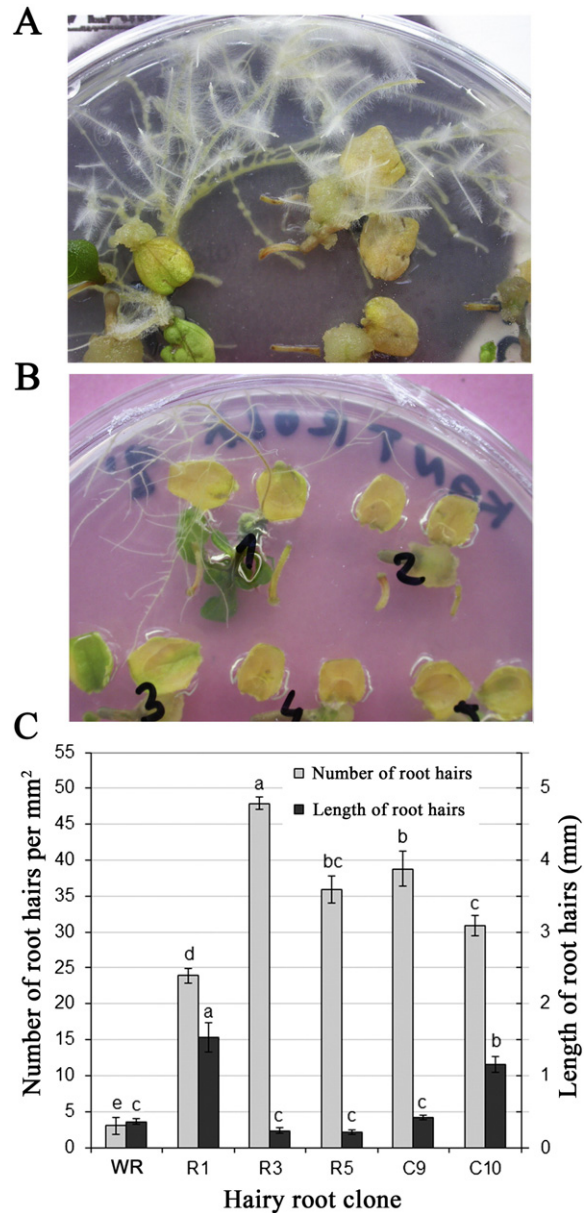 A
B
KONTROLA
1
2
3
4
5
C
Number of root hairs per mm²
55
50
45
40
35
30
25
20
15
10
5
0
Number of root hairs
Length of root hairs
Length of root hairs (mm)
5
4
3
2
1
0
e
c
d
a
a
c
bc
c
b
c
c
b
WR
R1
R3
R5
C9
C10
Hairy root clone